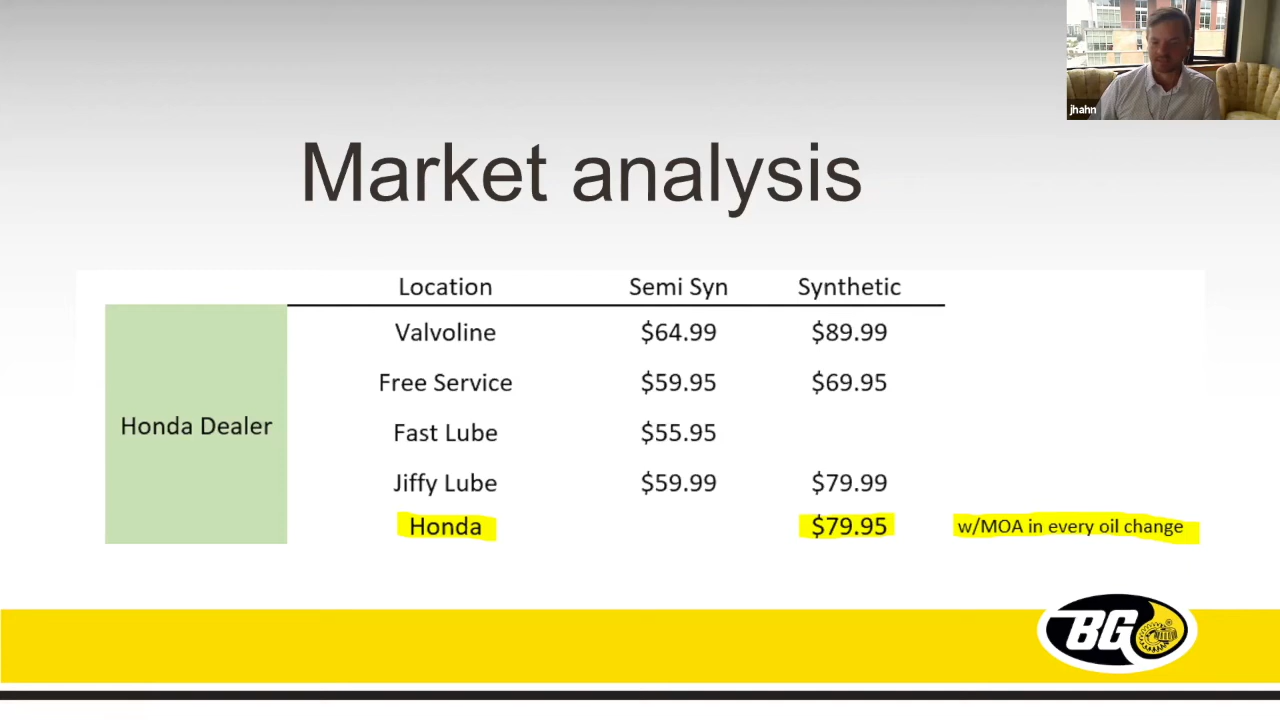 jhahn
Market analysis
Location Semi Syn Synthetic
Valvoline $64.99 $89.99
Free Service $59.95 $69.95
Honda Dealer
Fast Lube $55.95
Jiffy Lube $59.99 $79.99
Honda $79.95 w/MOA in every oil change
BG